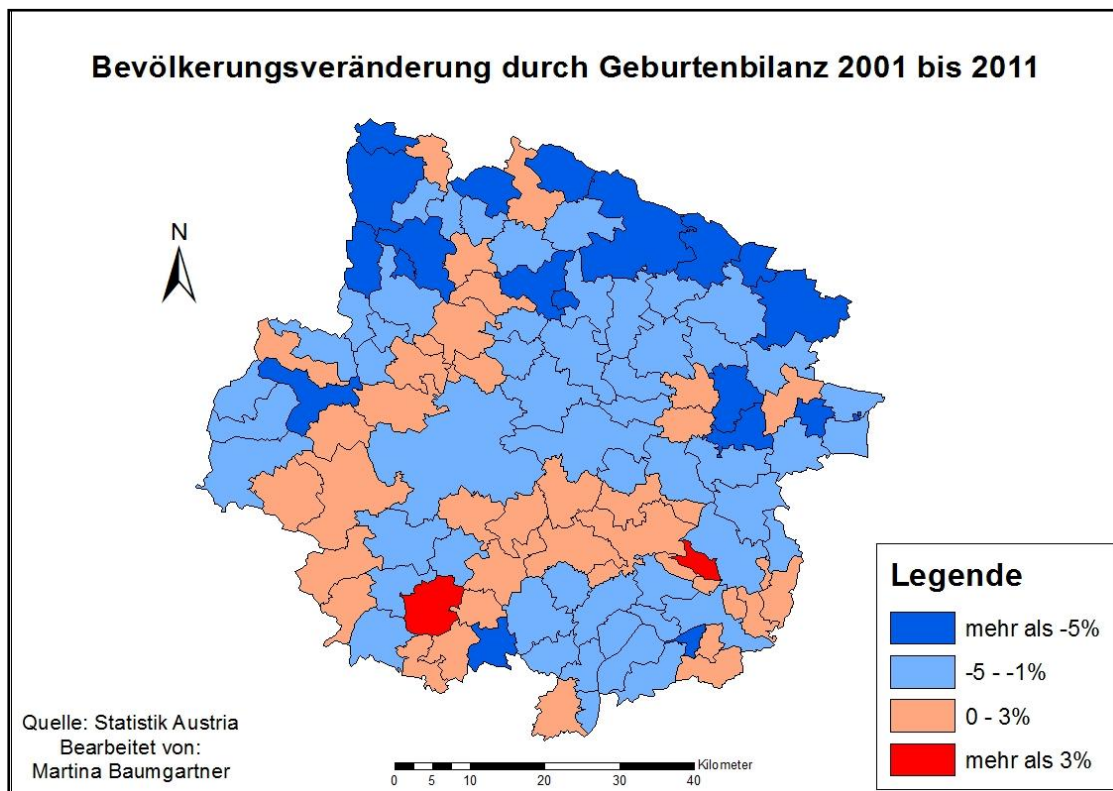 Bevölkerungsveränderung durch Geburtenbilanz 2001 bis 2011
N
Legende
mehr als -5%
-5 - -1%
0 - 3%
mehr als 3%
Quelle: Statistik Austria
Bearbeitet von:
Martina Baumgartner
Kilometer
0 5 10 20 30 40